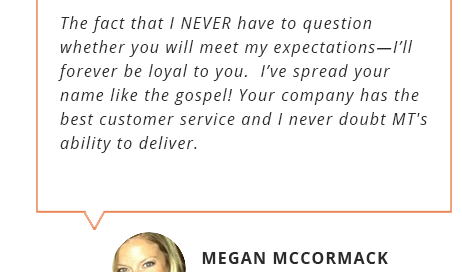 The fact that I NEVER have to question
whether you will meet my expectations—I’ll
forever be loyal to you.  I’ve spread your
name like the gospel! Your company has the
best customer service and I never doubt MT's
ability to deliver.
MEGAN MCCORMACK